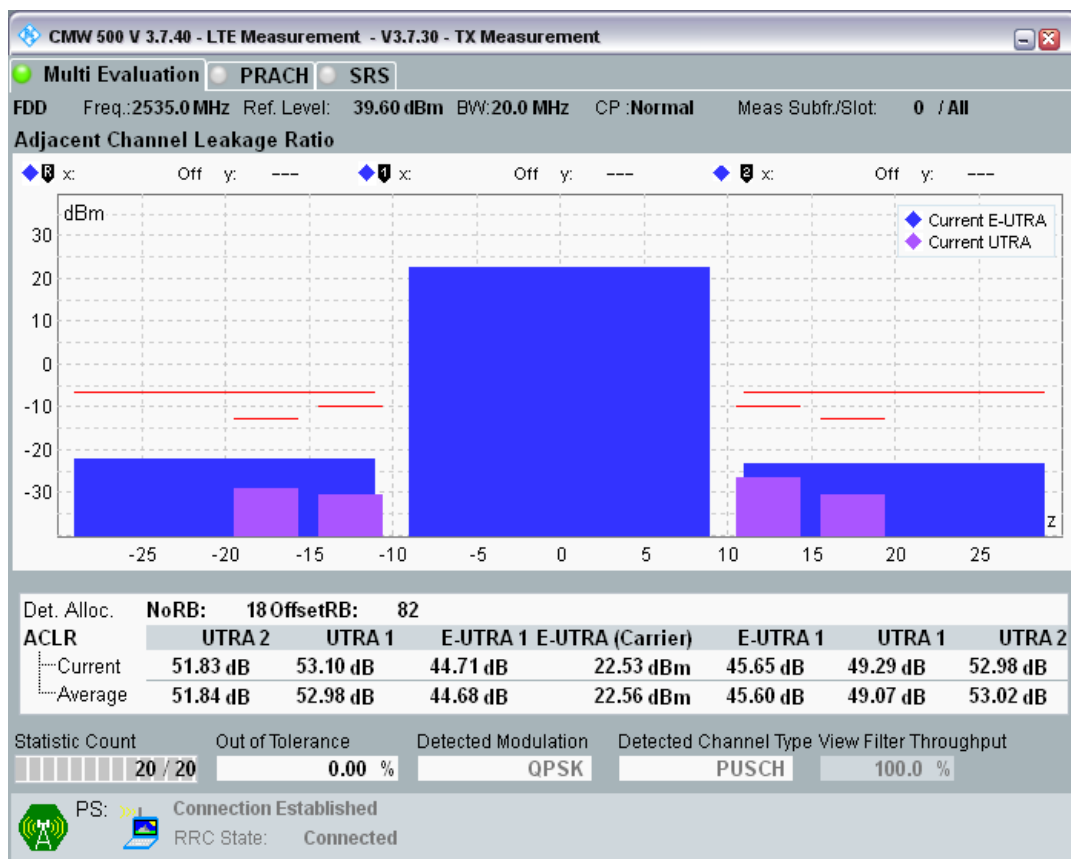 CMW 500 V 3.7.40 - LTE Measurement - V3.7.30 - TX Measurement
Multi Evaluation PRACH SRS
FDD Freq.:2535.0 MHz Ref. Level: 39.60 dBm BW:20.0 MHz CP :Normal Meas Subfr./Slot: 0 / All
Adjacent Channel Leakage Ratio
R x: Off y: --- 1 x: Off y: --- 2 x: Off y: ---
dBm
Current E-UTRA
Current UTRA
30
20
10
0
-10
-20
-30
z
-25 -20 -15 -10 -5 0 5 10 15 20 25
Det. Alloc. NoRB: 18 OffsetRB: 82
ACLR UTRA 2 UTRA 1 E-UTRA 1 E-UTRA (Carrier) E-UTRA 1 UTRA 1 UTRA 2
Current 51.83 dB 53.10 dB 44.71 dB 22.53 dBm 45.65 dB 49.29 dB 52.98 dB
Average 51.84 dB 52.98 dB 44.68 dB 22.56 dBm 45.60 dB 49.07 dB 53.02 dB
Statistic Count Out of Tolerance Detected Modulation Detected Channel Type View Filter Throughput
20 / 20 0.00 % QPSK PUSCH 100.0 %
PS: Connection Established
RRC State: Connected